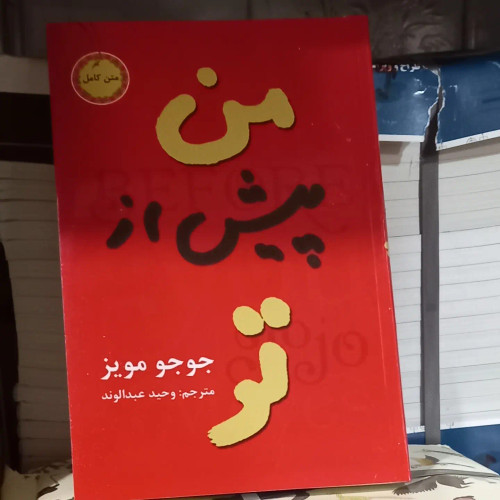 متن کامل
من
پیش از
تو
جوجو مویز
مترجم: وحید عبدالوند